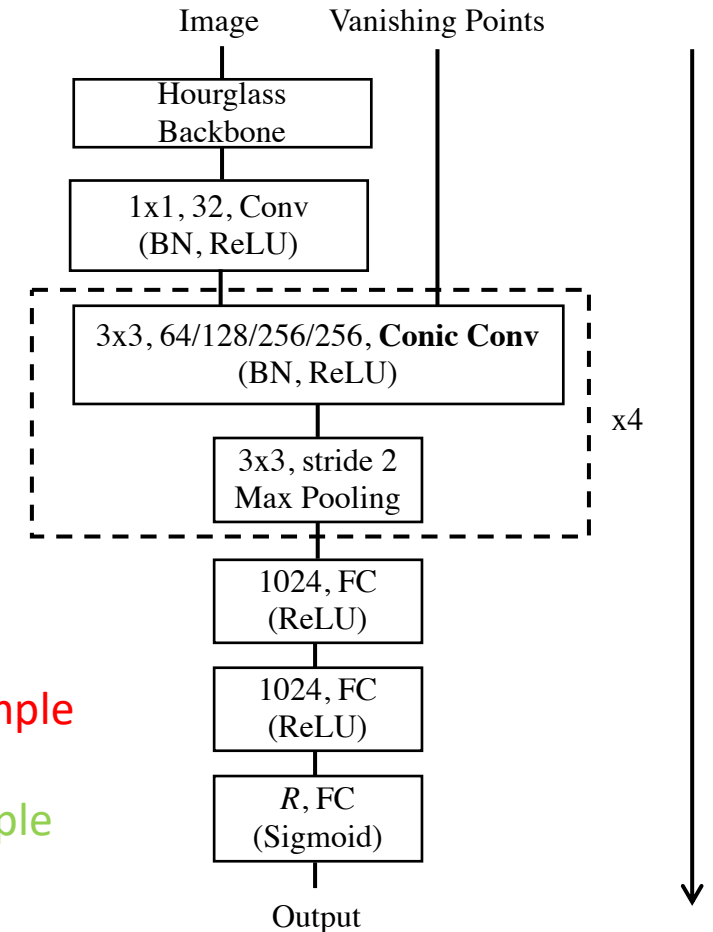 Image
Vanishing Points
Hourglass
Backbone
1x1, 32, Conv
(BN, ReLU)
3x3, 64/128/256/256, Conic Conv
(BN, ReLU)
x4
3x3, stride 2
Max Pooling
1024, FC
(ReLU)
1024, FC
(ReLU)
R, FC
(Sigmoid)
Output